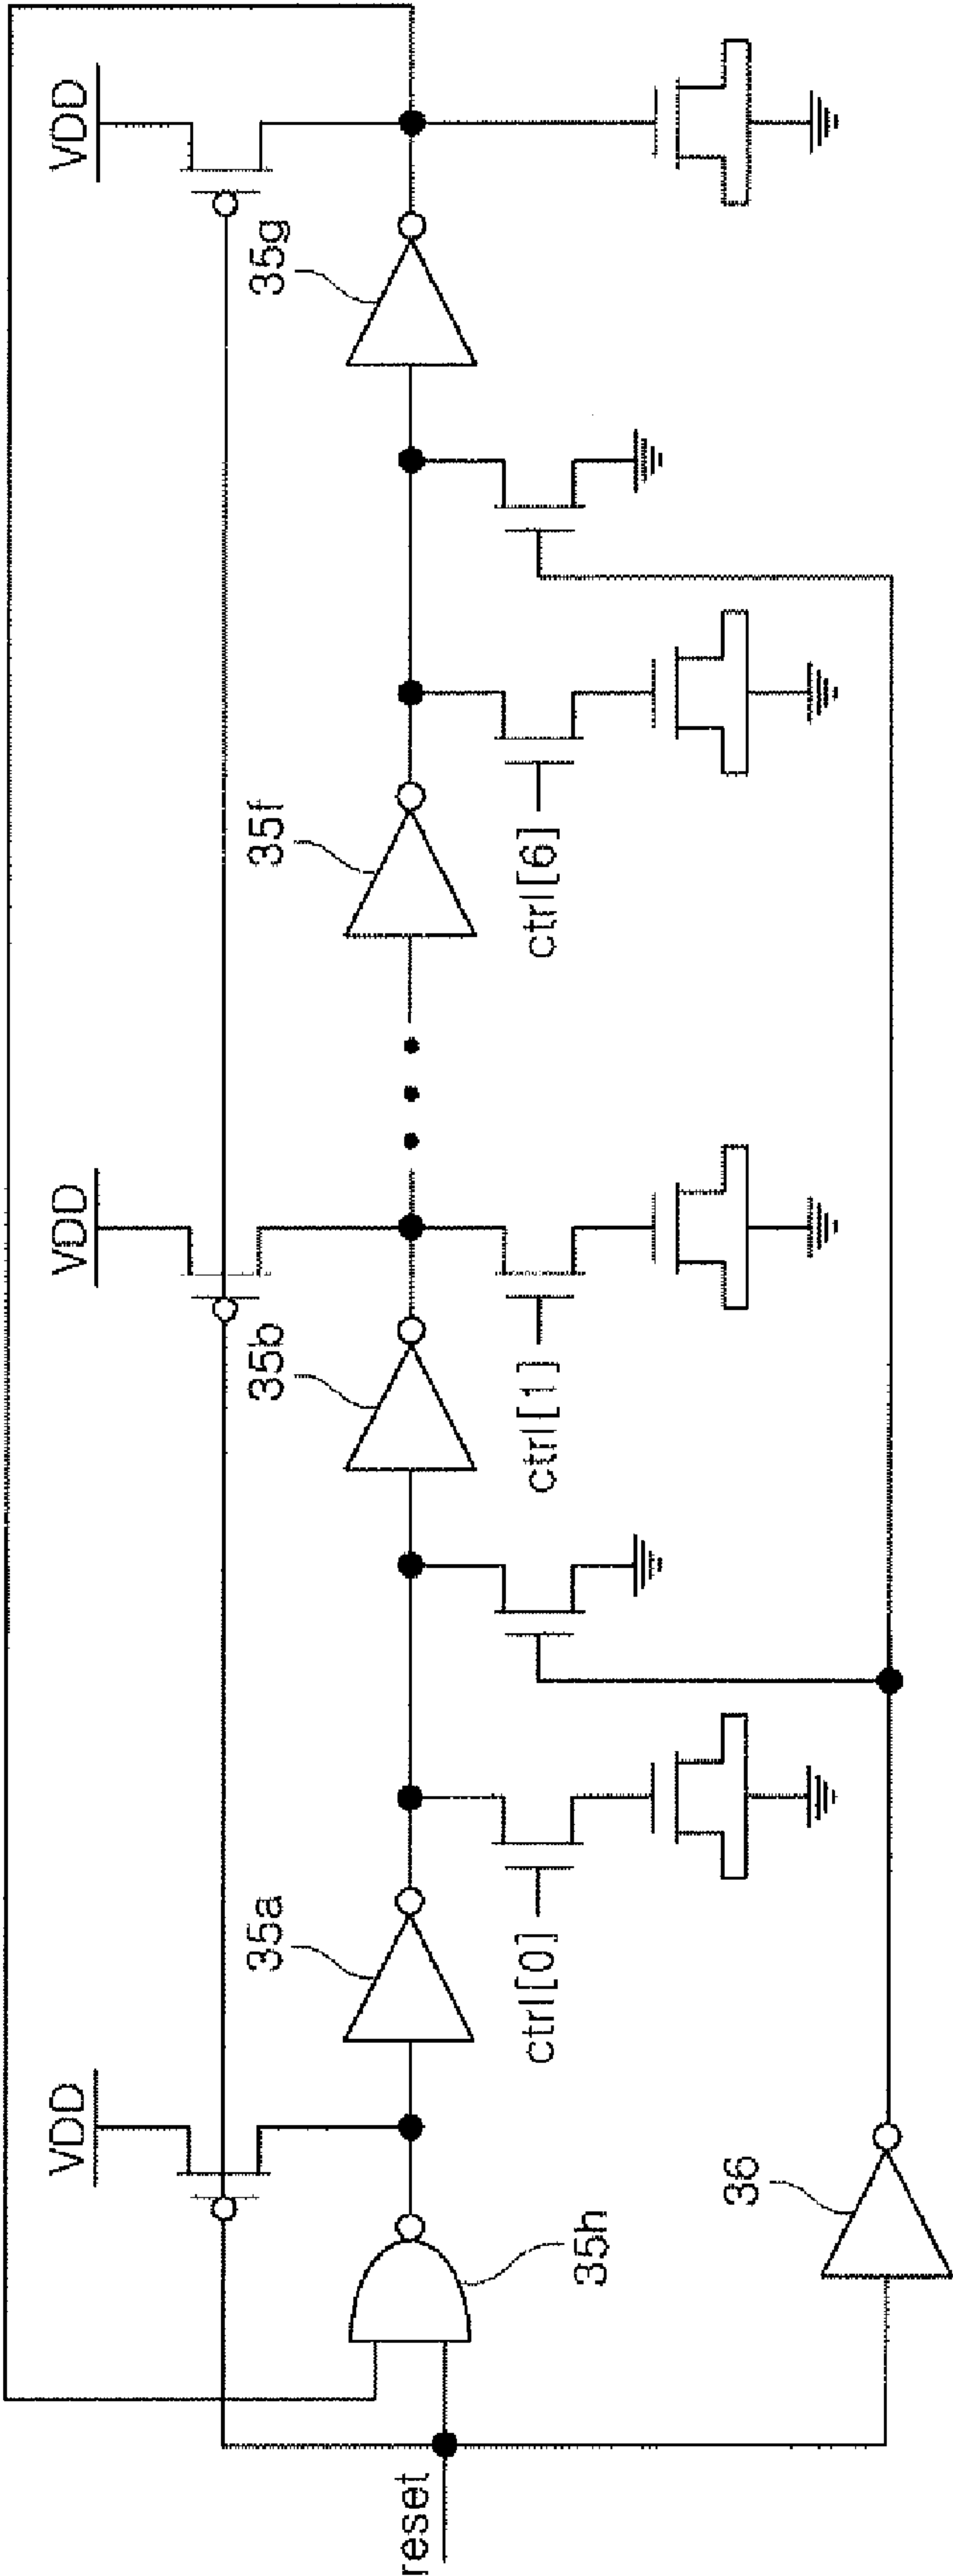 VDD
VDD
VDD
35a
35b
35f
35g
35h
ctrl[0]
ctrl[1]
ctrl[6]
reset
36